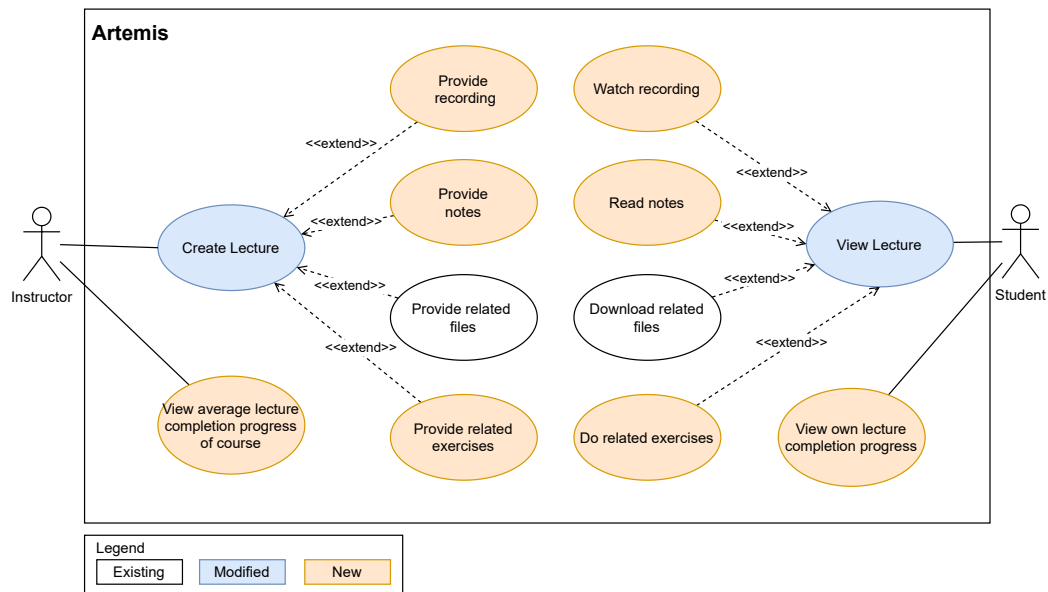 Artemis
Provide
recording
Watch recording
<<extend>>
<<extend>>
Provide
notes
Read notes
<<extend>>
<<extend>>
Create Lecture
View Lecture
Instructor
Student
<<extend>>
<<extend>>
Provide related
files
Download related
files
<<extend>>
<<extend>>
View average lecture
completion progress
of course
Provide related
exercises
Do related exercises
View own lecture
completion progress
Legend
Existing
Modified
New